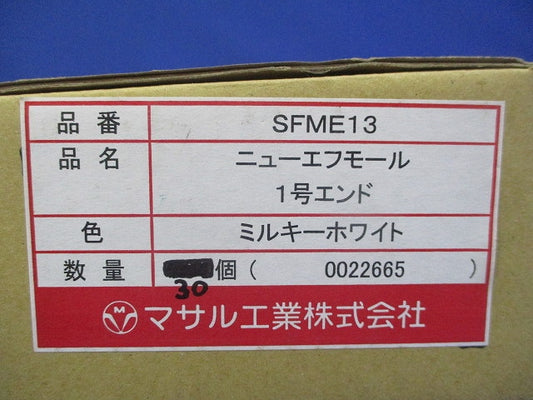 品番 SFME13
品名 ニューエフモール
1号エンド
色 ミルキーホワイト
数量 個( 0022665 )
30
M マサル工業株式会社